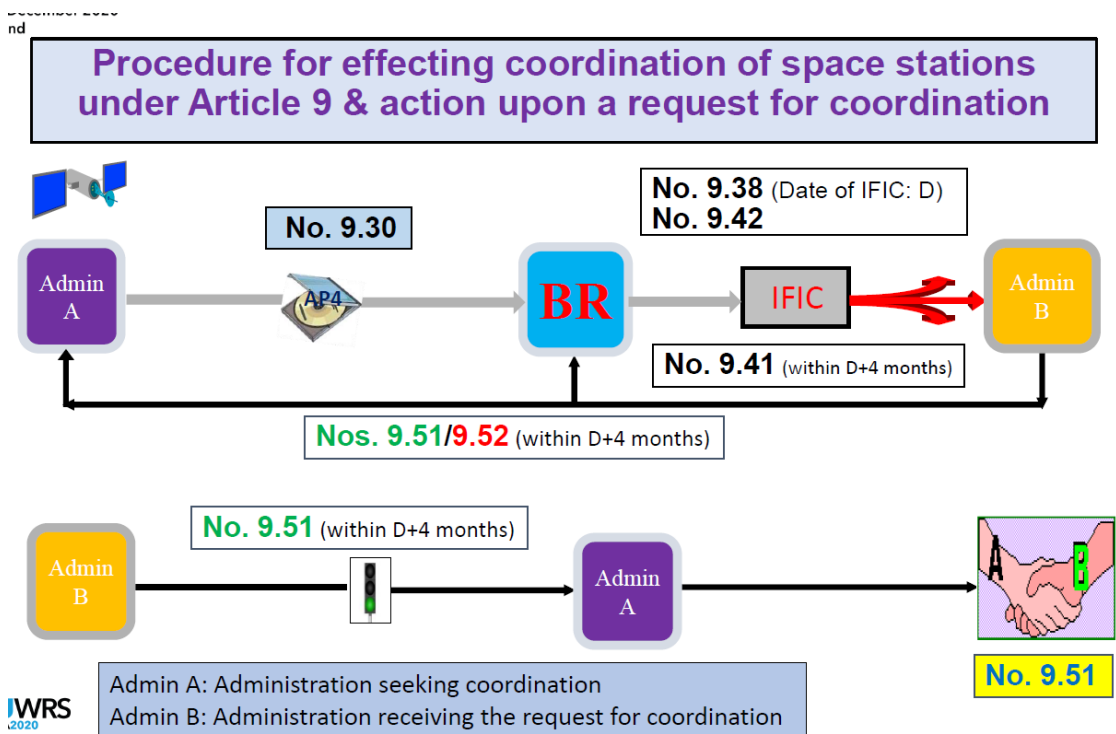 nd
Procedure for effecting coordination of space stations
under Article 9 & action upon a request for coordination
No. 9.38 (Date of IFIC: D)
No. 9.42
No. 9.30
Admin
A
AP4
BR
IFIC
Admin
B
No. 9.41 (within D+4 months)
Nos. 9.51/9.52 (within D+4 months)
No. 9.51 (within D+4 months)
Admin
B
Admin
A
A
B
No. 9.51
Admin A: Administration seeking coordination
Admin B: Administration receiving the request for coordination
WRS
2020